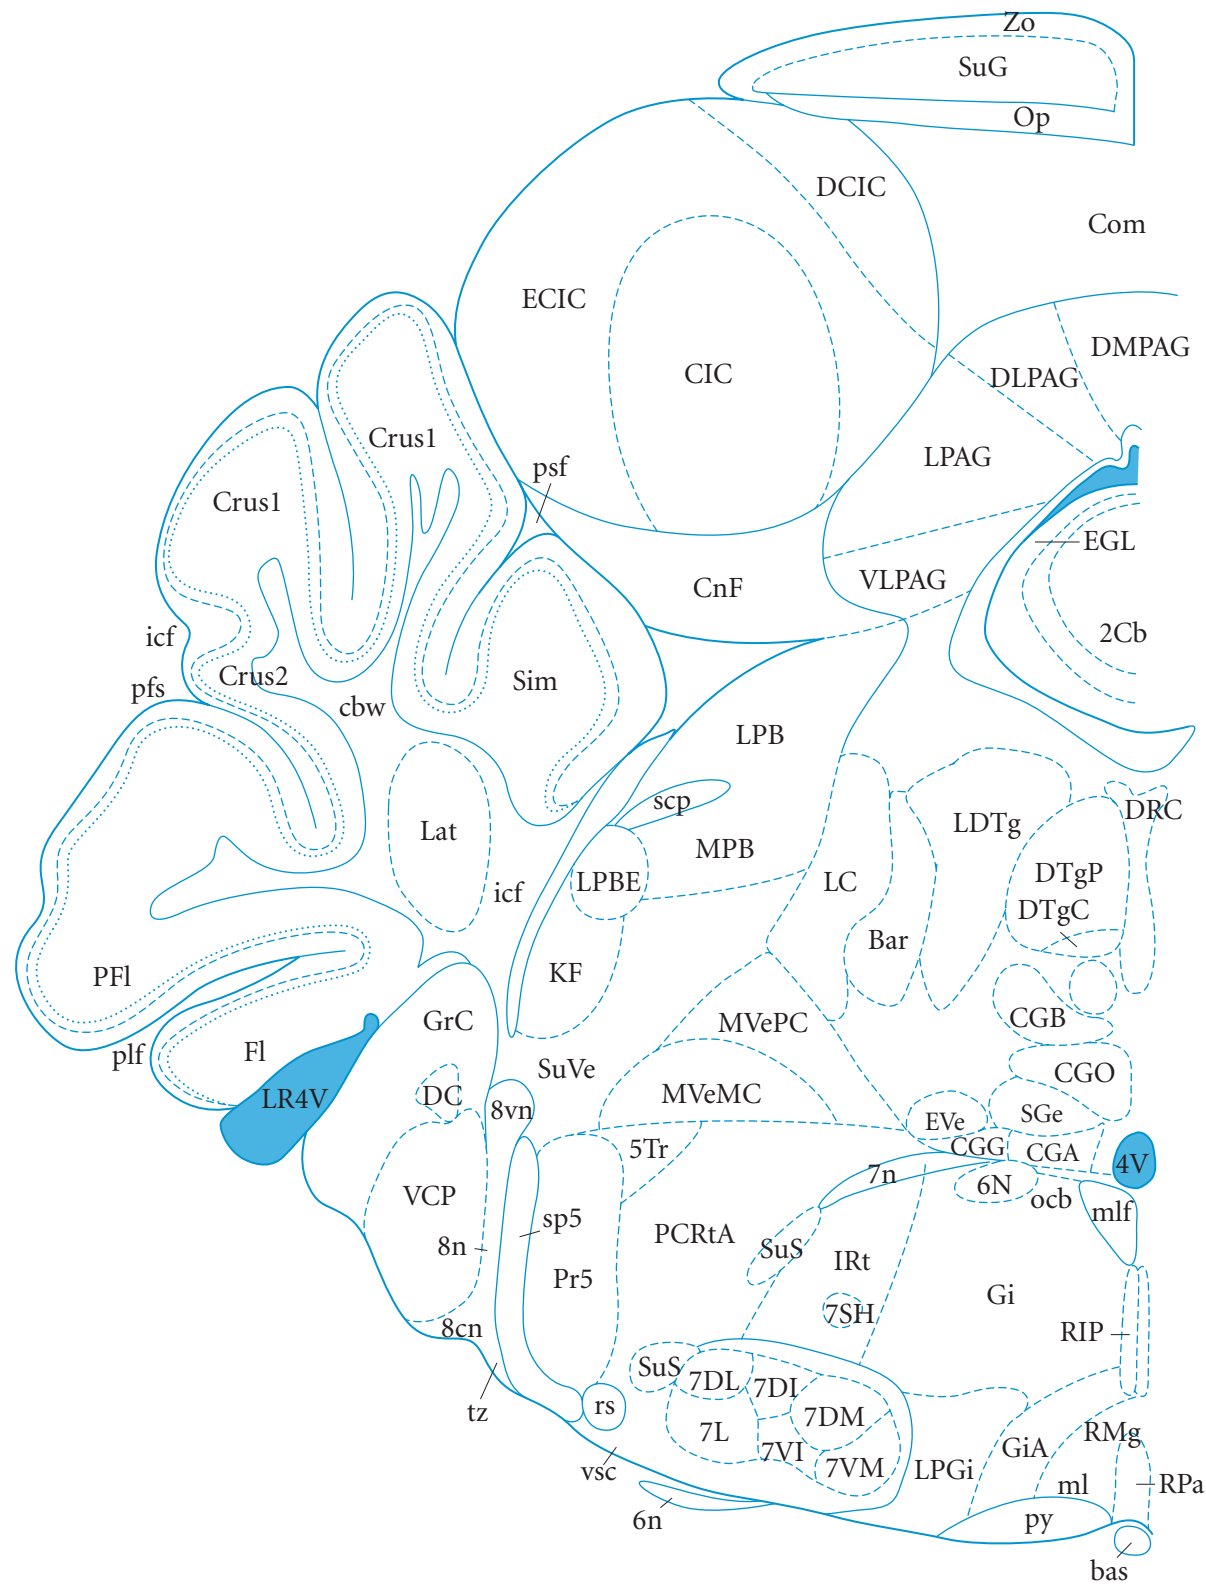 Zo
SuG
Op
DCIC
Com
ECIC
DMPAG
CIC
DLPAG
Crus1
LPAG
psf
Crus1
EGL
VLPAG
CnF
2Cb
icf
Crus2
Sim
pfs
cbw
LPB
scp
DRC
Lat
LDTg
MPB
DTgP
LPBE
LC
icf
DTgC
Bar
KF
PFl
CGB
GrC
MVePC
Fl
plf
SuVe
CGO
LR4V
DC
MVeMC
8vn
EVe
SGe
5Tr
CGG
CGA
4V
7n
6N
VCP
ocb
mlf
sp5
PCRtA
8n
SuS
IRt
Pr5
Gi
7SH
8cn
RIP
SuS
7DL
7DI
tz
rs
7DM
7L
RMg
GiA
7VI
vsc
7VM
LPGi
ml
RPa
6n
py
bas